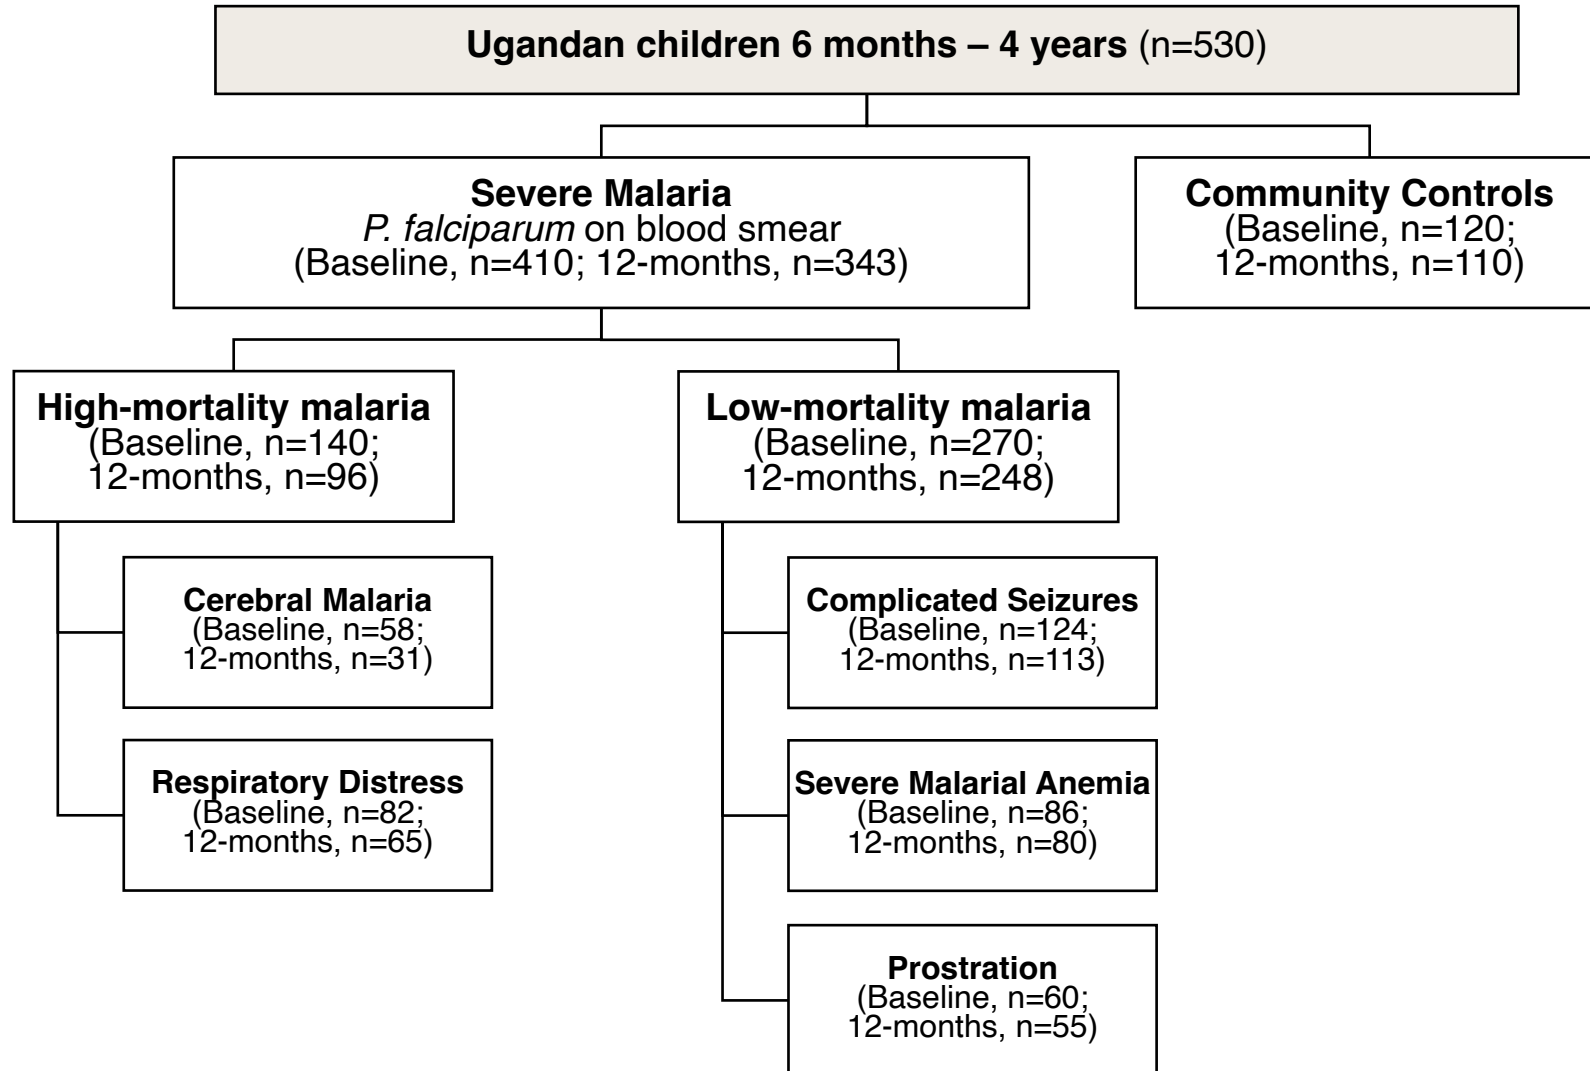 Ugandan children 6 months – 4 years (n=530)
Severe Malaria
P. falciparum on blood smear
(Baseline, n=410; 12-months, n=343)
Community Controls
(Baseline, n=120;
12-months, n=110)
High-mortality malaria
(Baseline, n=140;
12-months, n=96)
Low-mortality malaria
(Baseline, n=270;
12-months, n=248)
Cerebral Malaria
(Baseline, n=58;
12-months, n=31)
Complicated Seizures
(Baseline, n=124;
12-months, n=113)
Respiratory Distress
(Baseline, n=82;
12-months, n=65)
Severe Malarial Anemia
(Baseline, n=86;
12-months, n=80)
Prostration
(Baseline, n=60;
12-months, n=55)